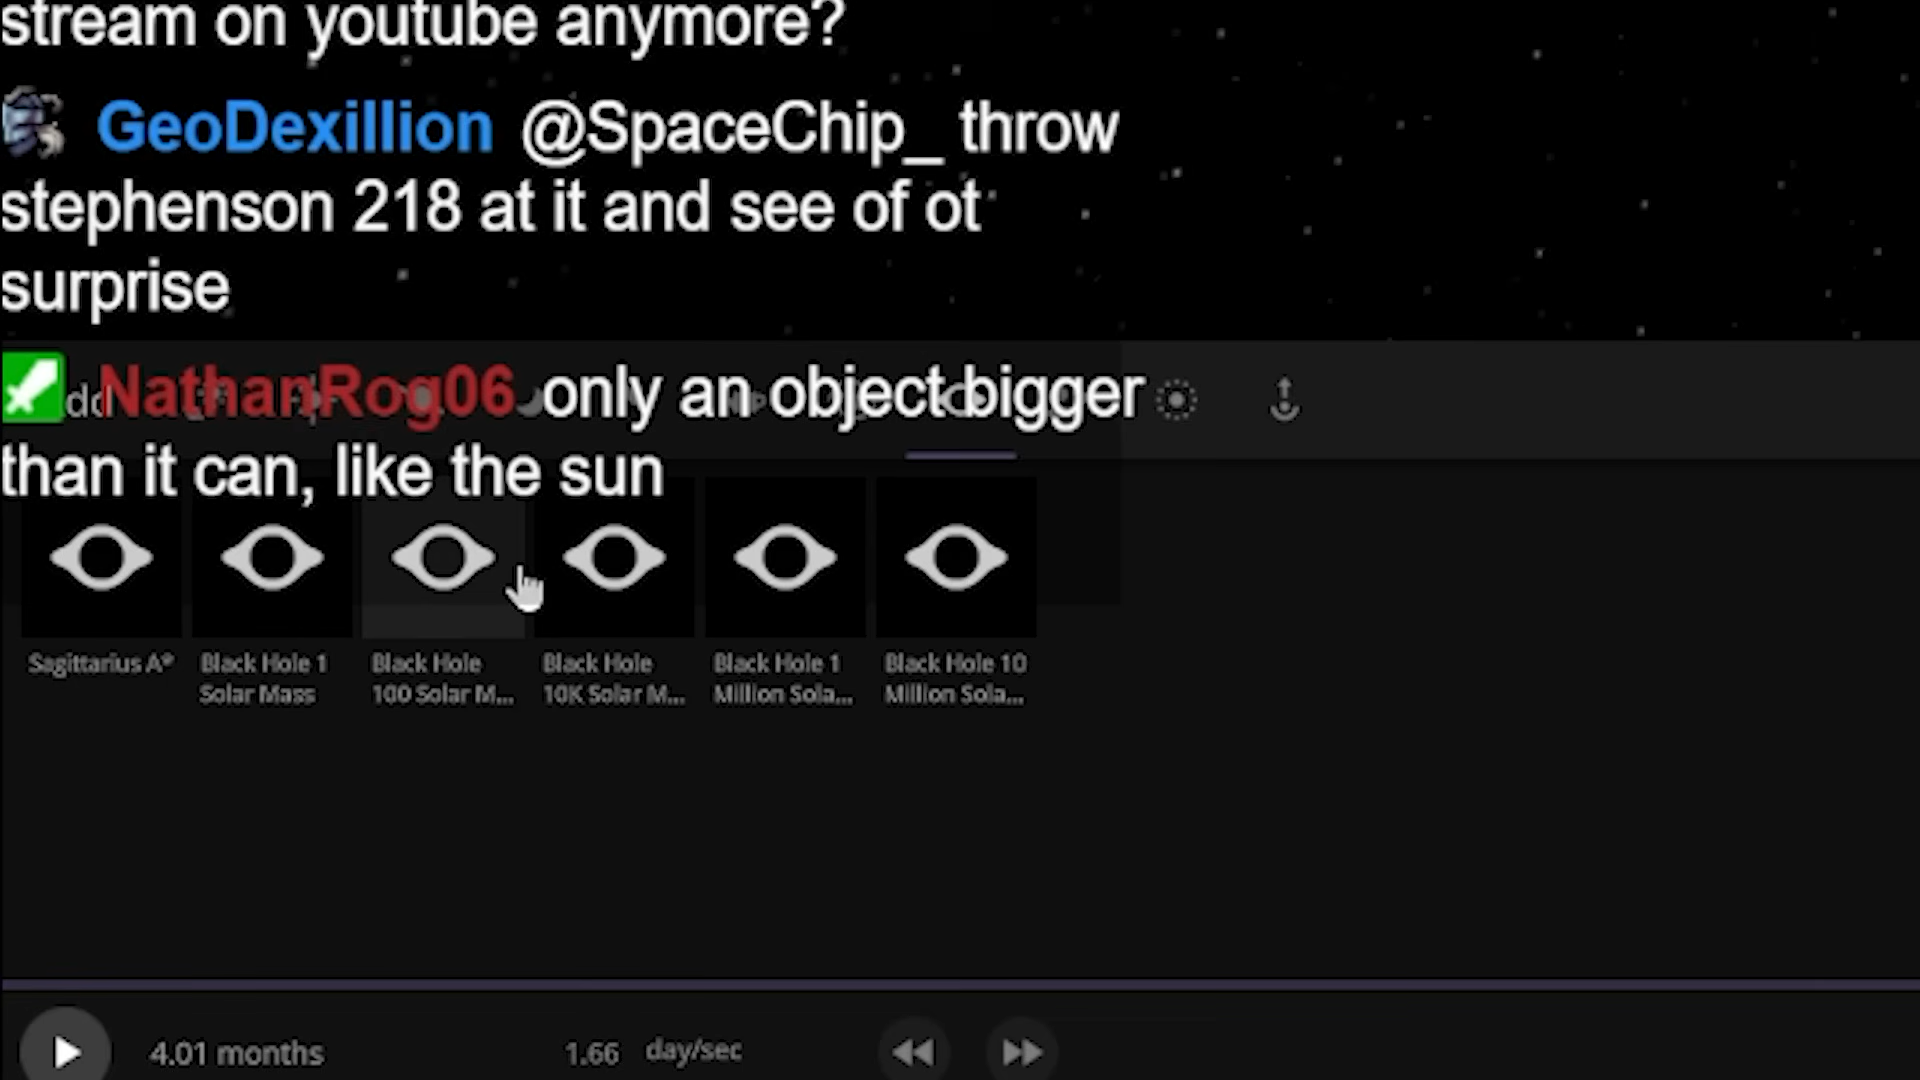 stream on youtube anymore?
GeoDexillion @SpaceChip_ throw
stephenson 218 at it and see of ot
surprise
NathanRog06 only an object bigger
than it can, like the sun
Sagittarius A*
Black Hole 1
Solar Mass
Black Hole
100 Solar M...
Black Hole
10K Solar M...
Black Hole 1
Million Sola...
Black Hole 10
Million Sola...
4.01 months 1.66 day/sec